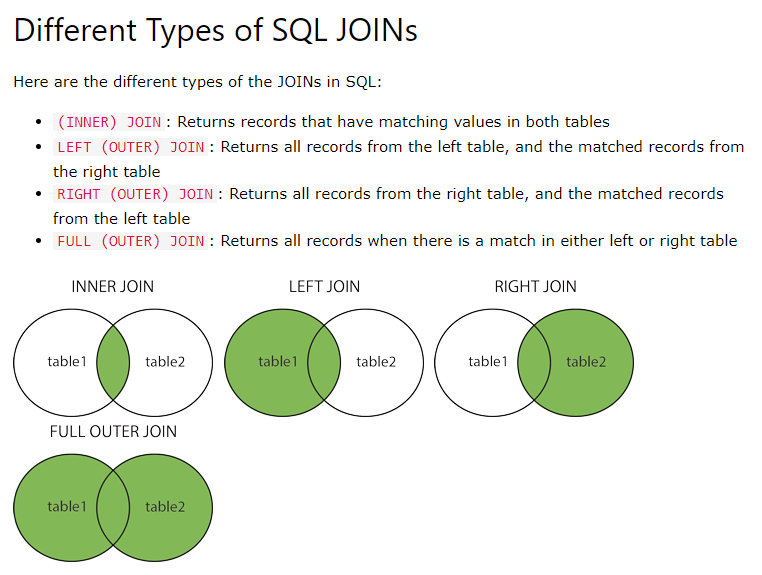 Different Types of SQL JOINs
Here are the different types of the JOINs in SQL:
• (INNER) JOIN : Returns records that have matching values in both tables
• LEFT (OUTER) JOIN : Returns all records from the left table, and the matched records from
the right table
• RIGHT (OUTER) JOIN : Returns all records from the right table, and the matched records
from the left table
• FULL (OUTER) JOIN : Returns all records when there is a match in either left or right table
INNER JOIN LEFT JOIN RIGHT JOIN
table1 table2 table1 table2 table1 table2
FULL OUTER JOIN
table1 table2